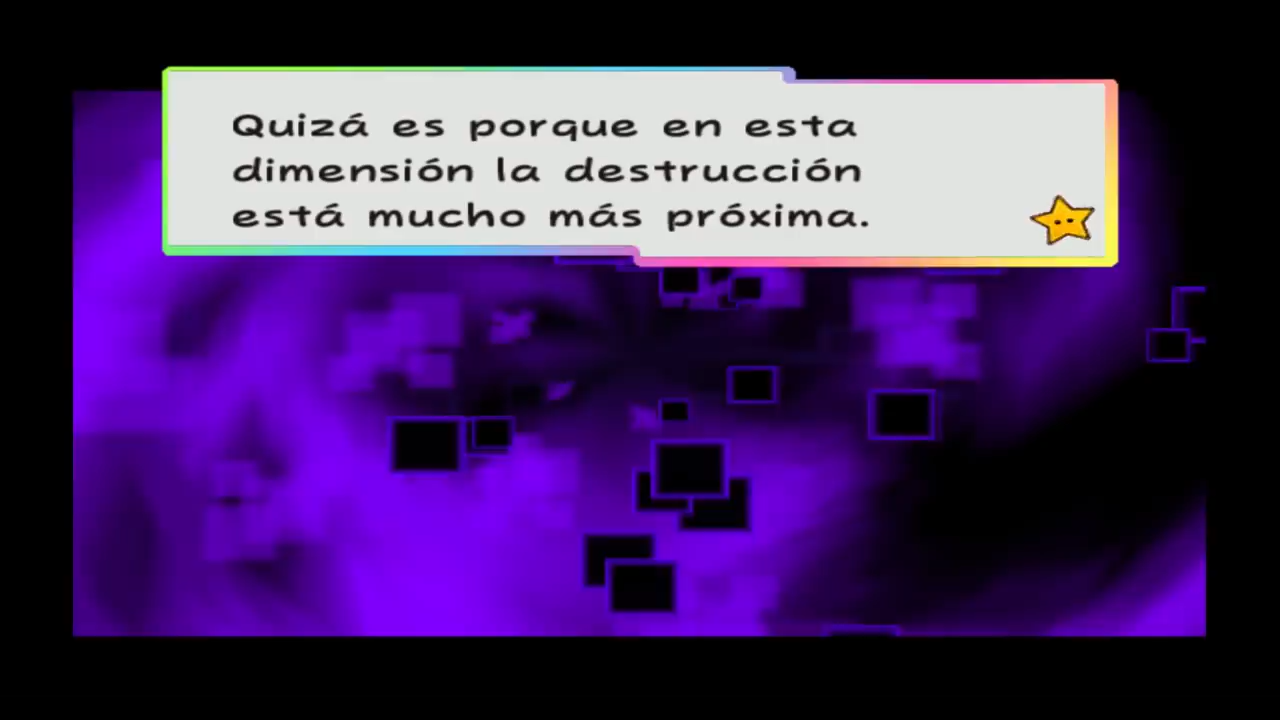 Quizá es porque en esta
dimensión la destrucción
está mucho más próxima.